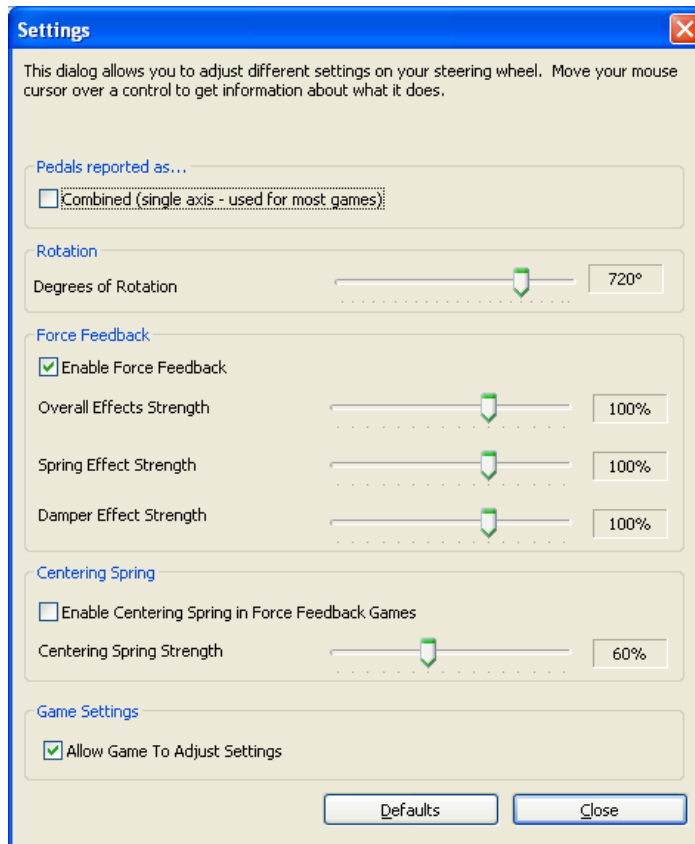 Settings
This dialog allows you to adjust different settings on your steering wheel.  Move your mouse
cursor over a control to get information about what it does.
Pedals reported as...
Combined (single axis - used for most games)
Rotation
Degrees of Rotation
720°
Force Feedback
Enable Force Feedback
Overall Effects Strength
100%
Spring Effect Strength
100%
Damper Effect Strength
100%
Centering Spring
Enable Centering Spring in Force Feedback Games
Centering Spring Strength
60%
Game Settings
Allow Game To Adjust Settings
Defaults
Close